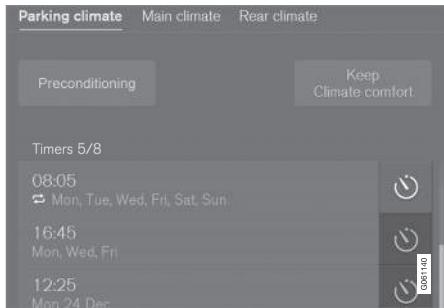 Parking climate Main climate Rear climate
Preconditioning
Keep
Climate comfort
Timers 5/8
08:05
Mon, Tue, Wed, Fri, Sat, Sun
16:45
Mon, Wed, Fri
12:25
Mon 24 Dec
G061140